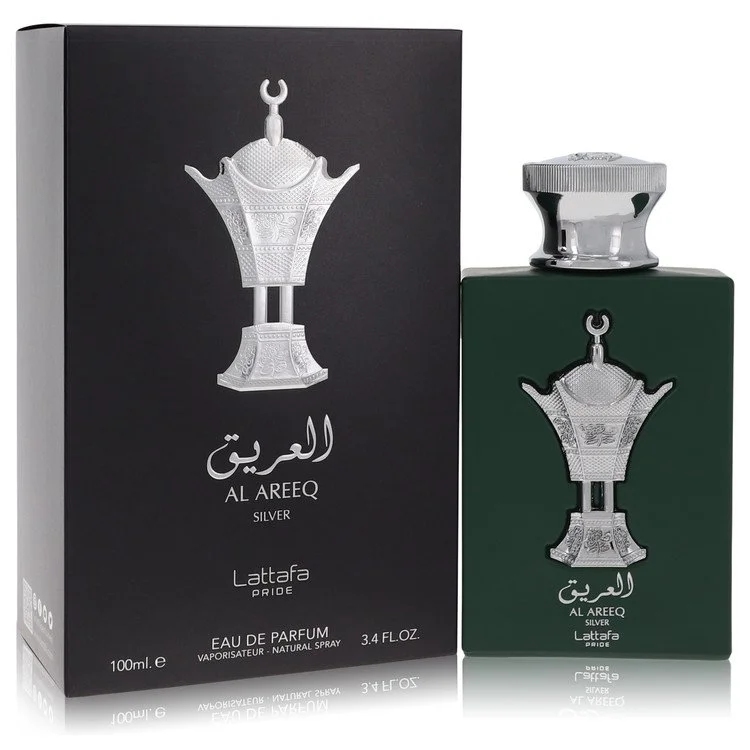 العريق
AL AREEQ
SILVER
Lattafa
PRIDE
EAU DE PARFUM
VAPORISATEUR - NATURAL SPRAY
100ml. e
3.4 FL.OZ.
العريق
AL AREEQ
SILVER
Lattafa
PRIDE